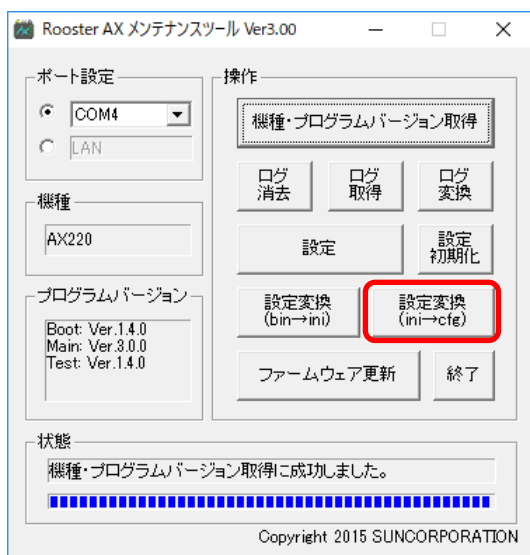 Rooster AX メンテナンスツール Ver3.00
ポート設定
COM4
LAN
機種
AX220
プログラムバージョン
Boot: Ver.1.4.0
Main: Ver.3.0.0
Test: Ver.1.4.0
操作
機種・プログラムバージョン取得
ログ
消去
ログ
取得
ログ
変換
設定
設定
初期化
設定変換
(bin→ini)
設定変換
(ini→cfg)
ファームウェア更新
終了
状態
機種・プログラムバージョン取得に成功しました。
Copyright 2015 SUNCORPORATION